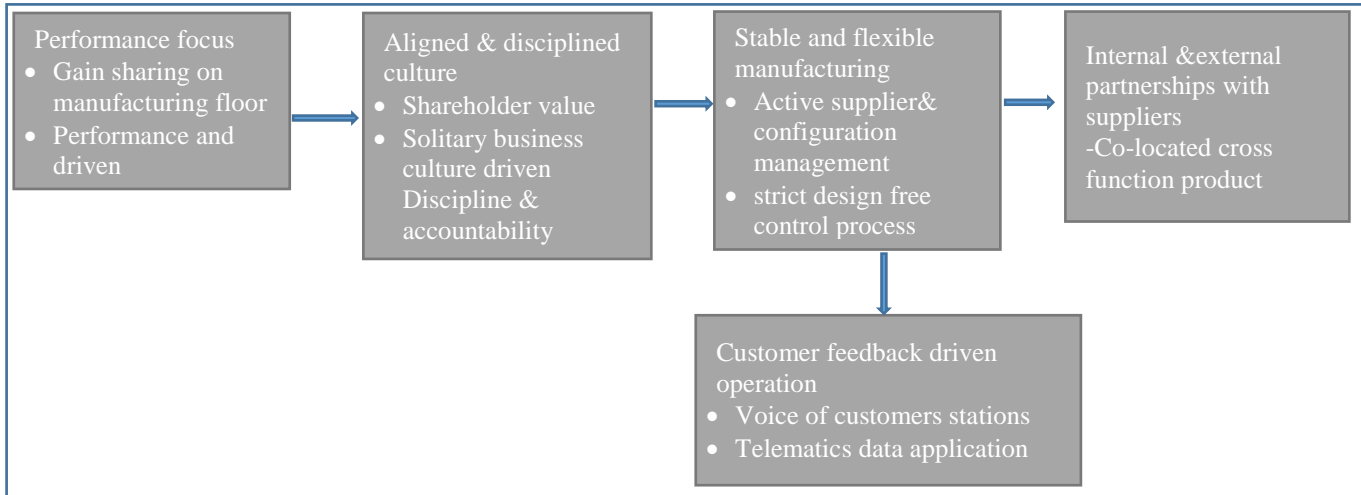 Performance focus
• Gain sharing on
manufacturing floor
• Performance and
driven
Aligned & disciplined
culture
• Shareholder value
• Solitary business
culture driven
Discipline &
accountability
Stable and flexible
manufacturing
• Active supplier&
configuration
management
• strict design free
control process
Internal &external
partnerships with
suppliers
-Co-located cross
function product
Customer feedback driven
operation
• Voice of customers stations
• Telematics data application